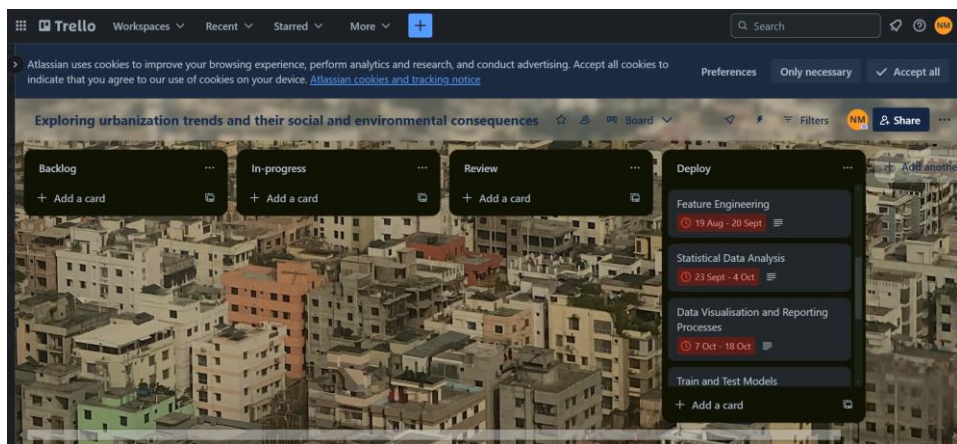 Trello Workspaces Recent Starred More + Search NM
Atlassian uses cookies to improve your browsing experience, perform analytics and research, and conduct advertising. Accept all cookies to
indicate that you agree to our use of cookies on your device. Atlassian cookies and tracking notice
Preferences Only necessary Accept all
Exploring urbanization trends and their social and environmental consequences Board Filters NM Share
Backlog
+ Add a card
In-progress
+ Add a card
Review
+ Add a card
Deploy
Feature Engineering
19 Aug - 20 Sept
Statistical Data Analysis
23 Sept - 4 Oct
Data Visualisation and Reporting
Processes
7 Oct - 18 Oct
Train and Test Models
+ Add a card
+ Add anothe